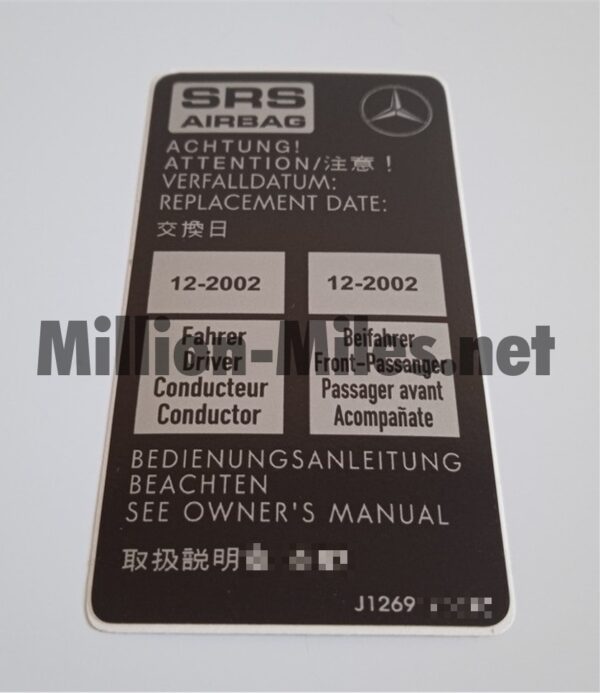 SRS
AIRBAG
ACHTUNG!
ATTENTION/注意!
VERFALLDATUM:
REPLACEMENT DATE:
交換日
12-2002 12-2002
Million-Miles.net
Fahrer Beifahrer
Driver Front-Passanger
Conducteur Passager avant
Conductor Acompañate
BEDIENUNGSANLEITUNG
BEACHTEN
SEE OWNER'S MANUAL
取扱説明
J1269